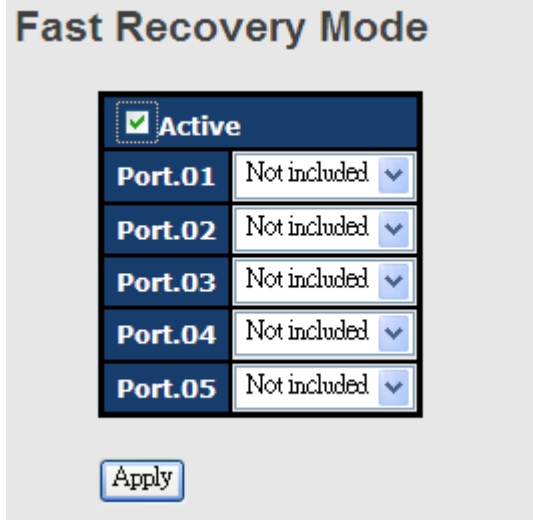 Fast Recovery Mode
Active
Port.01 Not included
Port.02 Not included
Port.03 Not included
Port.04 Not included
Port.05 Not included
Apply